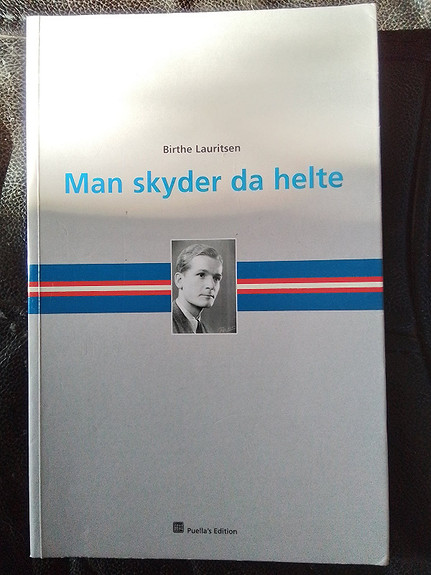 Birthe Lauritsen
Man skyder da helte
Puella's Edition